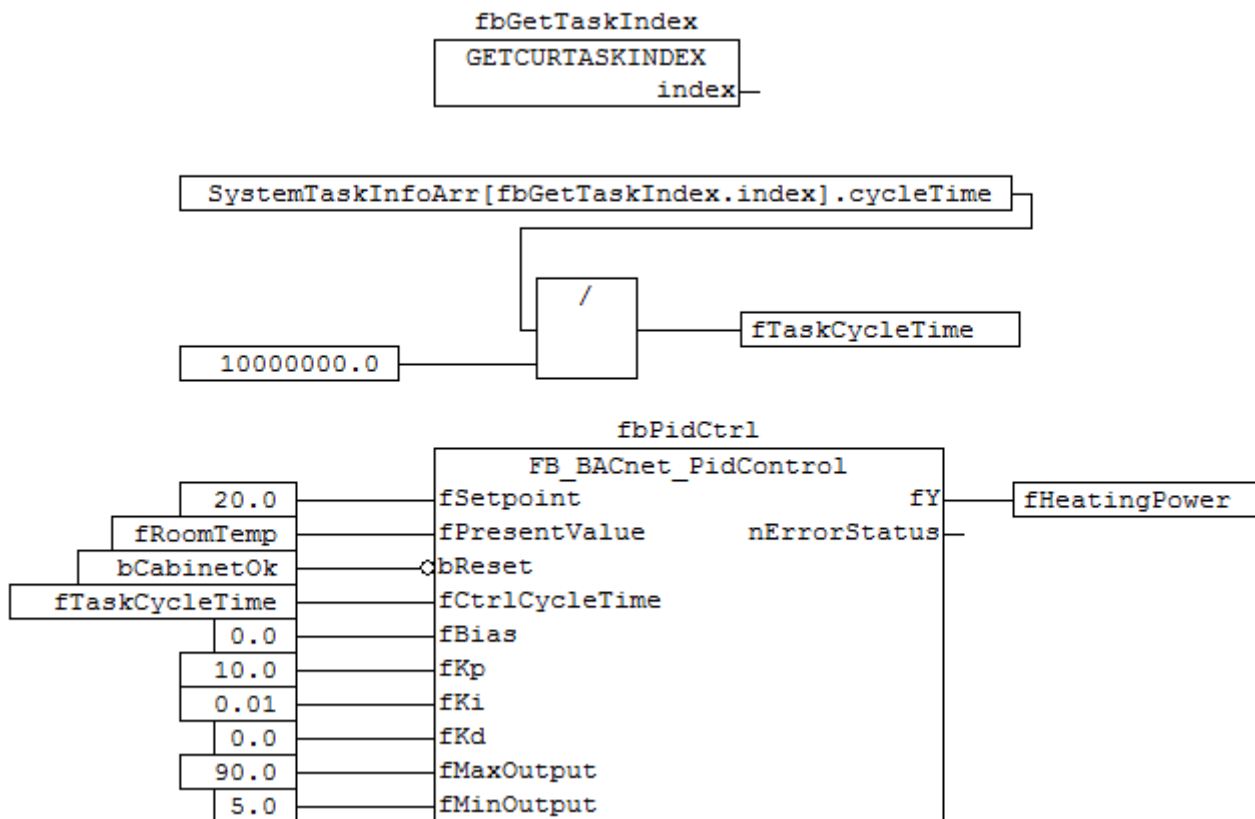 fbGetTaskIndex
GETCURTASKINDEX
index
SystemTaskInfoArr[fbGetTaskIndex.index].cycleTime
/
fTaskCycleTime
10000000.0
fbPidCtrl
FB_BACnet_PidControl
20.0 fSetpoint fY fHeatingPower
fRoomTemp fPresentValue nErrorStatus
bCabinetOk bReset
fTaskCycleTime fCtrlCycleTime
0.0 fBias
10.0 fKp
0.01 fKi
0.0 fKd
90.0 fMaxOutput
5.0 fMinOutput